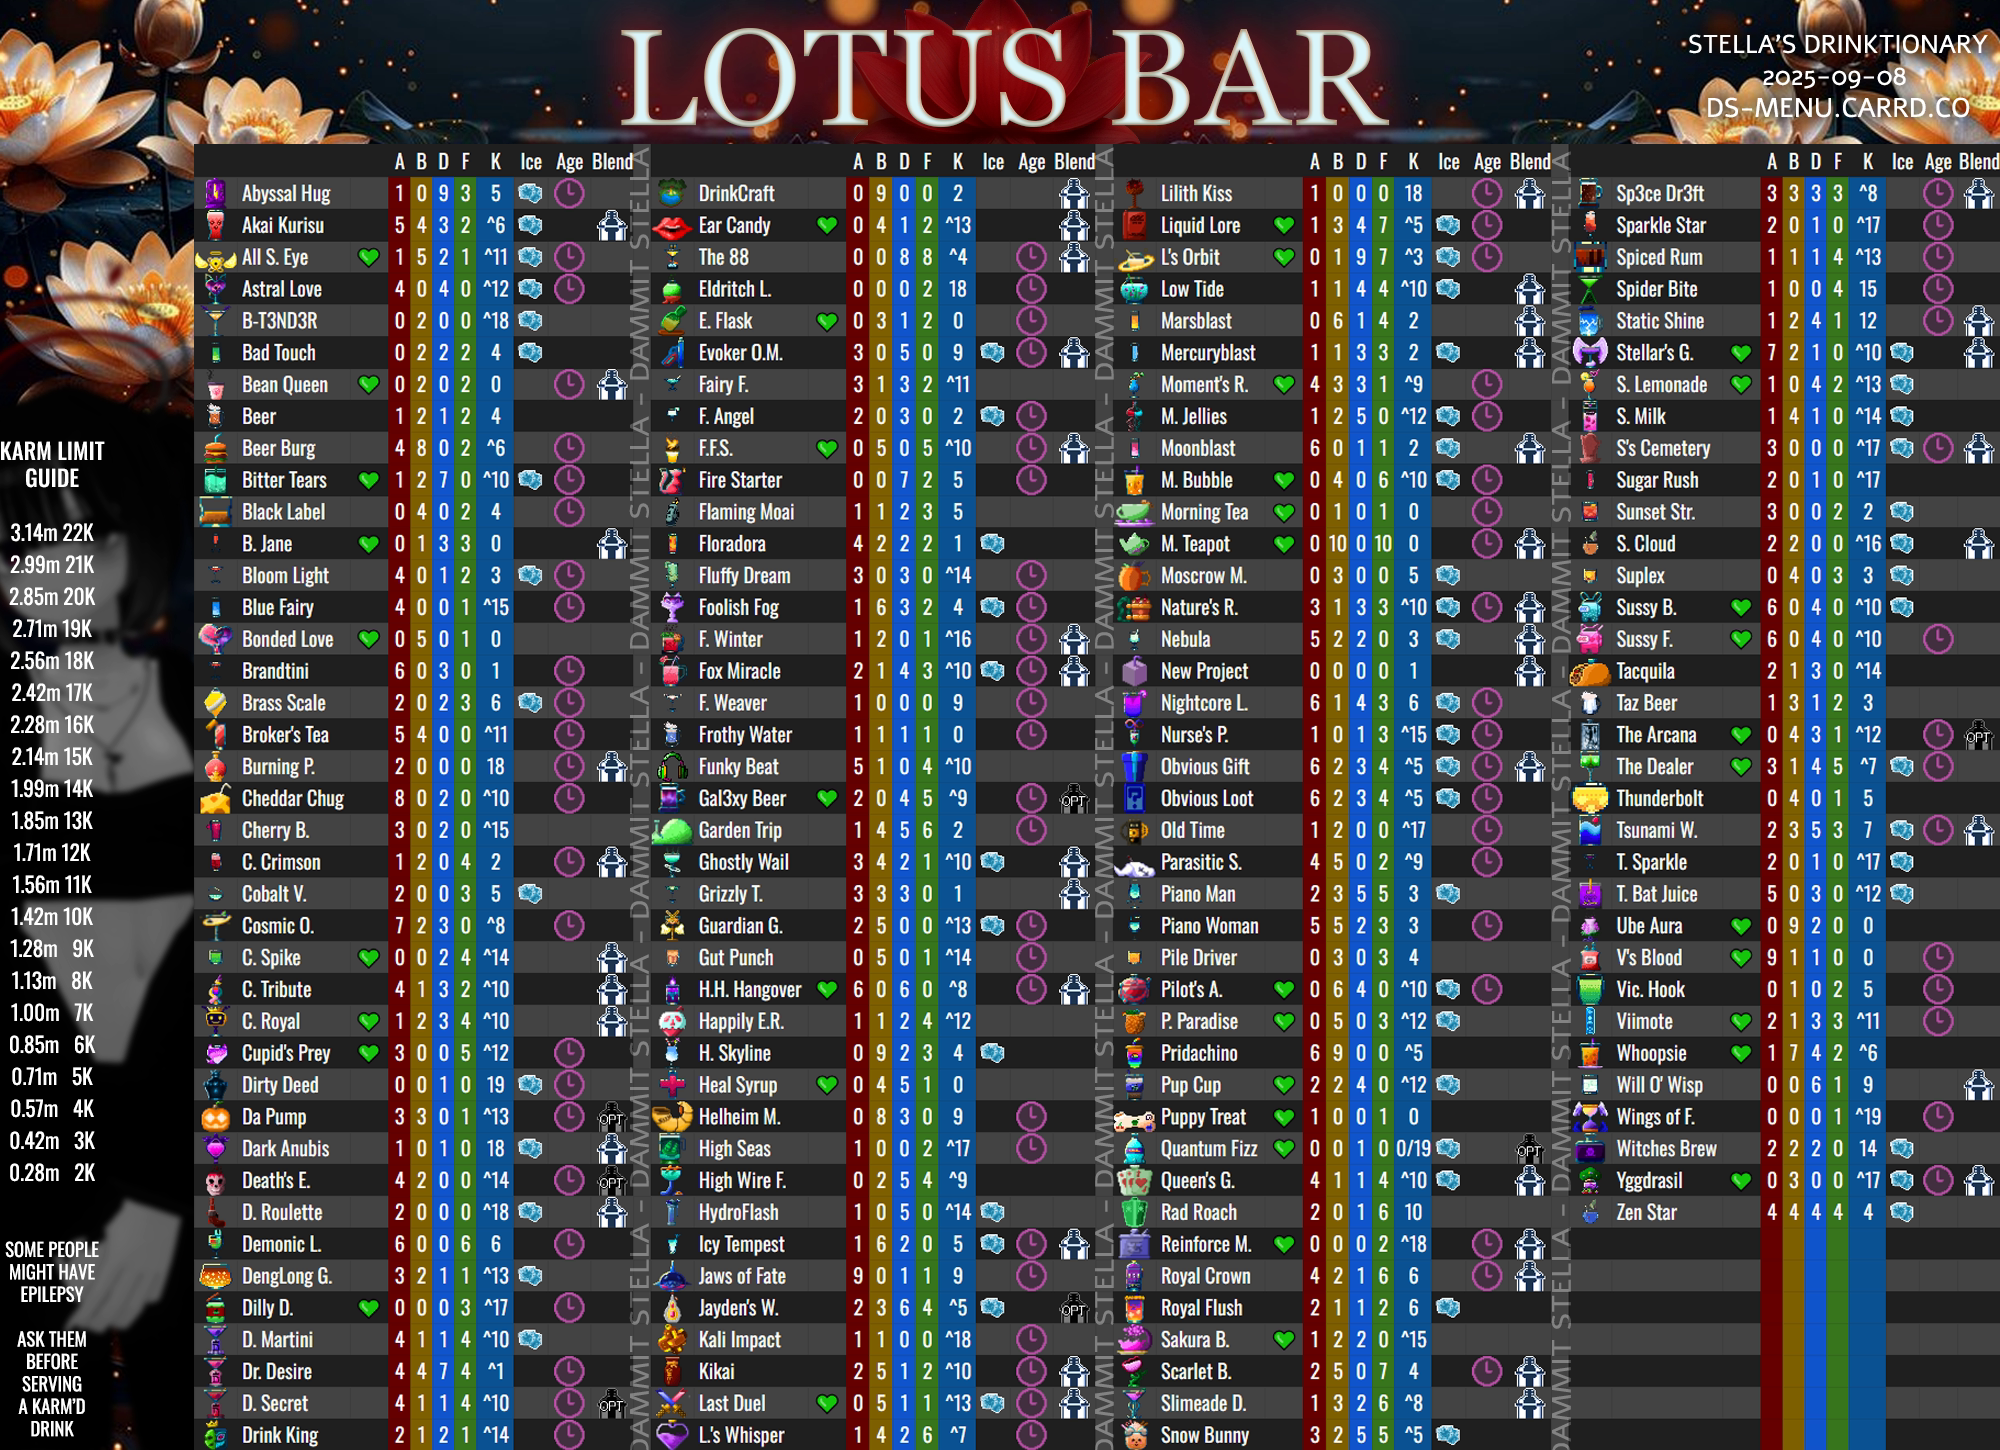 LOTUS BAR
STELLA'S DRINKTIONARY
2025-09-08
DS-MENU.CARRD.CO
KARM LIMIT
GUIDE
3.14m 22K
2.99m 21K
2.85m 20K
2.71m 19K
2.56m 18K
2.42m 17K
2.28m 16K
2.14m 15K
1.99m 14K
1.85m 13K
1.71m 12K
1.56m 11K
1.42m 10K
1.28m 9K
1.13m 8K
1.00m 7K
0.85m 6K
0.71m 5K
0.57m 4K
0.42m 3K
0.28m 2K
SOME PEOPLE
MIGHT HAVE
EPILEPSY
ASK THEM
BEFORE
SERVING
A KARM'D
DRINK
A B D F K Ice Age Blend
Abyssal Hug 1 0 9 3 5
Akai Kurisu 5 4 3 2 ^6
All S. Eye 1 5 2 1 ^11
Astral Love 4 0 4 0 ^12
B-T3ND3R 0 2 0 0 ^18
Bad Touch 0 2 2 2 4
Bean Queen 0 2 0 2 0
Beer 1 2 1 2 4
Beer Burg 4 8 0 2 ^6
Bitter Tears 1 2 7 0 ^10
Black Label 0 4 0 2 4
B. Jane 0 1 3 3 0
Bloom Light 4 0 1 2 3
Blue Fairy 4 0 0 1 ^15
Bonded Love 0 5 0 1 0
Brandtini 6 0 3 0 1
Brass Scale 2 0 2 3 6
Broker's Tea 5 4 0 0 ^11
Burning P. 2 0 0 0 18
Cheddar Chug 8 0 2 0 ^10
Cherry B. 3 0 2 0 ^15
C. Crimson 1 2 0 4 2
Cobalt V. 2 0 0 3 5
Cosmic O. 7 2 3 0 ^8
C. Spike 0 0 2 4 ^14
C. Tribute 4 1 3 2 ^10
C. Royal 1 2 3 4 ^10
Cupid's Prey 3 0 0 5 ^12
Dirty Deed 0 0 1 0 19
Da Pump 3 3 0 1 ^13 OPT
Dark Anubis 1 0 1 0 18
Death's E. 4 2 0 0 ^14 OPT
D. Roulette 2 0 0 0 ^18
Demonic L. 6 0 0 6 6
DengLong G. 3 2 1 1 ^13
Dilly D. 0 0 0 3 ^17
D. Martini 4 1 1 4 ^10
Dr. Desire 4 4 7 4 ^1
D. Secret 4 1 1 4 ^10 OPT
Drink King 2 1 2 1 ^14
DAMMIT STELLA - DAMMIT STELLA - DAMMIT STELLA - DAMMIT STELLA
A B D F K Ice Age Blend
DrinkCraft 0 9 0 0 2
Ear Candy 0 4 1 2 ^13
The 88 0 0 8 8 ^4
Eldritch L. 0 0 0 2 18
E. Flask 0 3 1 2 0
Evoker O.M. 3 0 5 0 9
Fairy F. 3 1 3 2 ^11
F. Angel 2 0 3 0 2
F.F.S. 0 5 0 5 ^10
Fire Starter 0 0 7 2 5
Flaming Moai 1 1 2 3 5
Floradora 4 2 2 2 1
Fluffy Dream 3 0 3 0 ^14
Foolish Fog 1 6 3 2 4
F. Winter 1 2 0 1 ^16
Fox Miracle 2 1 4 3 ^10
F. Weaver 1 0 0 0 9
Frothy Water 1 1 1 1 0
Funky Beat 5 1 0 4 ^10
Gal3xy Beer 2 0 4 5 ^9 OPT
Garden Trip 1 4 5 6 2
Ghostly Wail 3 4 2 1 ^10
Grizzly T. 3 3 3 0 1
Guardian G. 2 5 0 0 ^13
Gut Punch 0 5 0 1 ^14
H.H. Hangover 6 0 6 0 ^8
Happily E.R. 1 1 2 4 ^12
H. Skyline 0 9 2 3 4
Heal Syrup 0 4 5 1 0
Helheim M. 0 8 3 0 9
High Seas 1 0 0 2 ^17
High Wire F. 0 2 5 4 ^9
HydroFlash 1 0 5 0 ^14
Icy Tempest 1 6 2 0 5
Jaws of Fate 9 0 1 1 9
Jayden's W. 2 3 6 4 ^5 OPT
Kali Impact 1 1 0 0 ^18
Kikai 2 5 1 2 ^10
Last Duel 0 5 1 1 ^13
L.'s Whisper 1 4 2 6 ^7
DAMMIT STELLA - DAMMIT STELLA - DAMMIT STELLA - DAMMIT STELLA
A B D F K Ice Age Blend
Lilith Kiss 1 0 0 0 18
Liquid Lore 1 3 4 7 ^5
L's Orbit 0 1 9 7 ^3
Low Tide 1 1 4 4 ^10
Marsblast 0 6 1 4 2
Mercuryblast 1 1 3 3 2
Moment's R. 4 3 3 1 ^9
M. Jellies 1 2 5 0 ^12
Moonblast 6 0 1 1 2
M. Bubble 0 4 0 6 ^10
Morning Tea 0 1 0 1 0
M. Teapot 0 10 0 10 0
Moscrow M. 0 3 0 0 5
Nature's R. 3 1 3 3 ^10
Nebula 5 2 2 0 3
New Project 0 0 0 0 1
Nightcore L. 6 1 4 3 6
Nurse's P. 1 0 1 3 ^15
Obvious Gift 6 2 3 4 ^5
Obvious Loot 6 2 3 4 ^5
Old Time 1 2 0 0 ^17
Parasitic S. 4 5 0 2 ^9
Piano Man 2 3 5 5 3
Piano Woman 5 5 2 3 3
Pile Driver 0 3 0 3 4
Pilot's A. 0 6 4 0 ^10
P. Paradise 0 5 0 3 ^12
Pridachino 6 9 0 0 ^5
Pup Cup 2 2 4 0 ^12
Puppy Treat 1 0 0 1 0
Quantum Fizz 0 0 1 0 0/19 OPT
Queen's G. 4 1 1 4 ^10
Rad Roach 2 0 1 6 10
Reinforce M. 0 0 0 2 ^18
Royal Crown 4 2 1 6 6
Royal Flush 2 1 1 2 6
Sakura B. 1 2 2 0 ^15
Scarlet B. 2 5 0 7 4
Slimeade D. 1 3 2 6 ^8
Snow Bunny 3 2 5 5 ^5
DAMMIT STELLA - DAMMIT STELLA - DAMMIT STELLA - DAMMIT STELLA
A B D F K Ice Age Blend
Sp3ce Dr3ft 3 3 3 3 ^8
Sparkle Star 2 0 1 0 ^17
Spiced Rum 1 1 1 4 ^13
Spider Bite 1 0 0 4 15
Static Shine 1 2 4 1 12
Stellar's G. 7 2 1 0 ^10
S. Lemonade 1 0 4 2 ^13
S. Milk 1 4 1 0 ^14
S's Cemetery 3 0 0 0 ^17
Sugar Rush 2 0 1 0 ^17
Sunset Str. 3 0 0 2 2
S. Cloud 2 2 0 0 ^16
Suplex 0 4 0 3 3
Sussy B. 6 0 4 0 ^10
Sussy F. 6 0 4 0 ^10
Tacquila 2 1 3 0 ^14
Taz Beer 1 3 1 2 3
The Arcana 0 4 3 1 ^12 OPT
The Dealer 3 1 4 5 ^7
Thunderbolt 0 4 0 1 5
Tsunami W. 2 3 5 3 7
T. Sparkle 2 0 1 0 ^17
T. Bat Juice 5 0 3 0 ^12
Ube Aura 0 9 2 0 0
V's Blood 9 1 1 0 0
Vic. Hook 0 1 0 2 5
Viimote 2 1 3 3 ^11
Whoopsie 1 7 4 2 ^6
Will O' Wisp 0 0 6 1 9
Wings of F. 0 0 0 1 ^19
Witches Brew 2 2 2 0 14
Yggdrasil 0 3 0 0 ^17
Zen Star 4 4 4 4 4